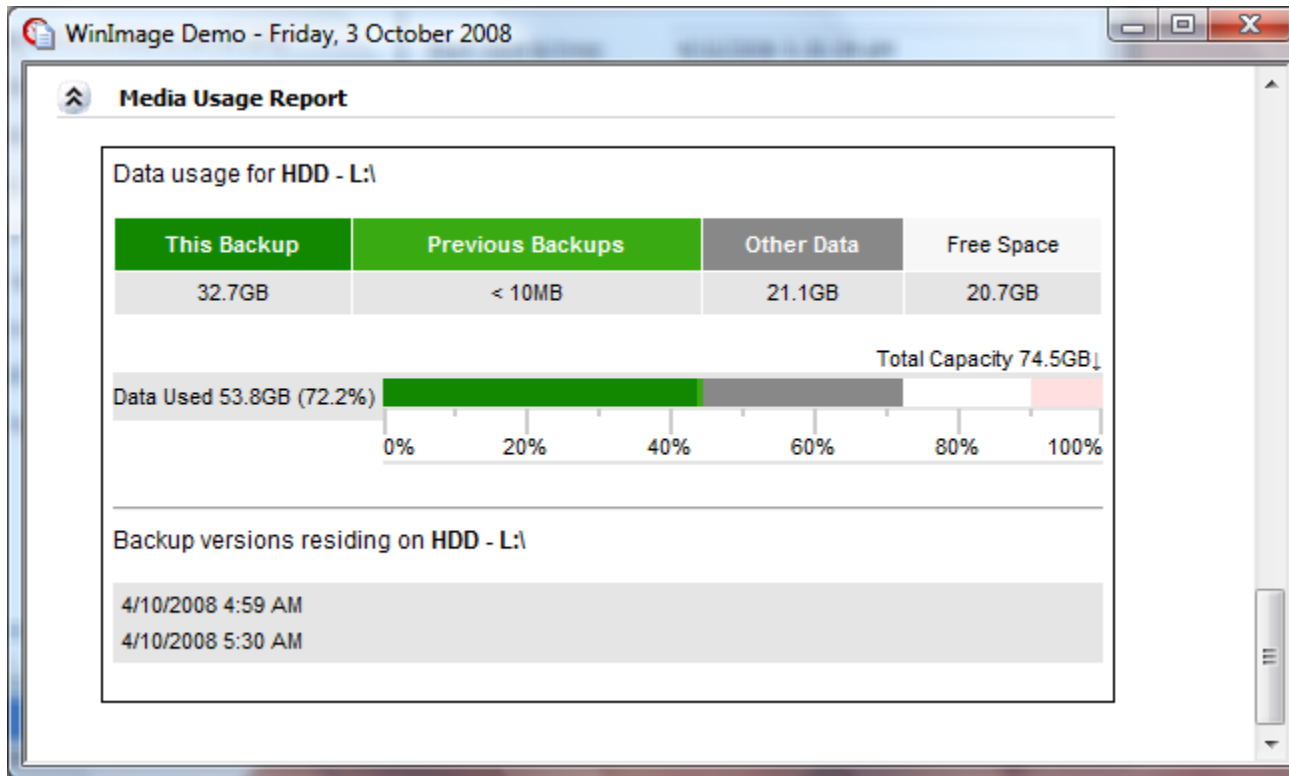 WinImage Demo - Friday, 3 October 2008
Media Usage Report
Data usage for HDD - L:\
This Backup Previous Backups Other Data Free Space
32.7GB < 10MB 21.1GB 20.7GB
Total Capacity 74.5GB↓
Data Used 53.8GB (72.2%)
0% 20% 40% 60% 80% 100%
Backup versions residing on HDD - L:\
4/10/2008 4:59 AM
4/10/2008 5:30 AM